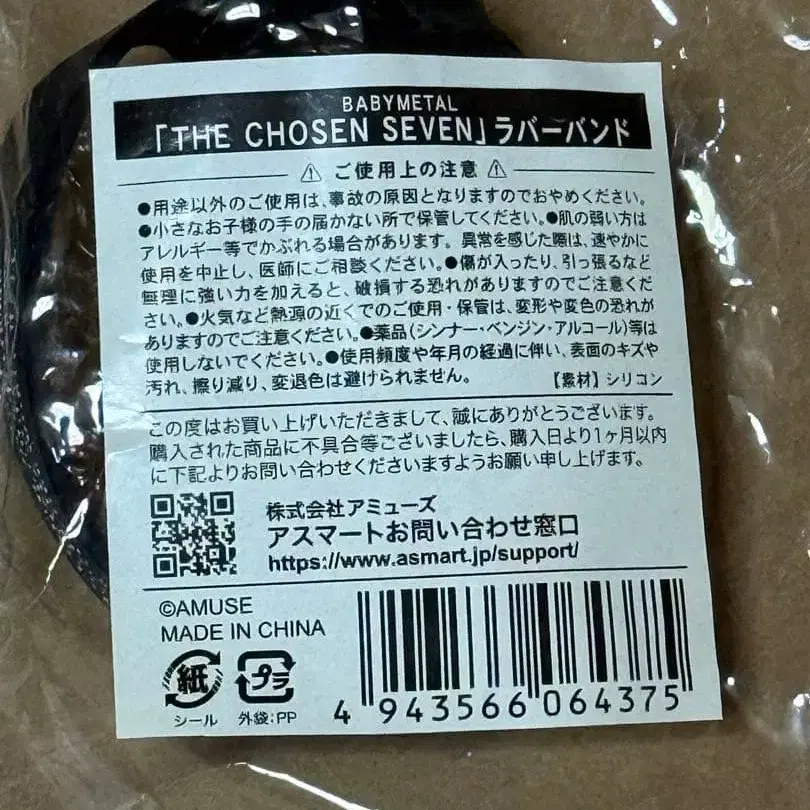 BABYMETAL
「THE CHOSEN SEVEN」ラバーバンド
⚠ ご使用上の注意 ⚠
●用途以外のご使用は、事故の原因となりますのでおやめください。
●小さなお子様の手の届かない所で保管してください。●肌の弱い方は
アレルギー等でかぶれる場合があります。異常を感じた際は、速やかに
使用を中止し、医師にご相談ください。●傷が入ったり、引っ張るなど
無理に強い力を加えると、破損する恐れがありますのでご注意くださ
い。●火気など熱源の近くでのご使用・保管は、変形や変色の恐れが
ありますのでご注意ください。●薬品(シンナー・ベンジン・アルコール)等は
使用しないでください。●使用頻度や年月の経過に伴い、表面のキズや
汚れ、擦り減り、変退色は避けられません。 【素材】シリコン
この度はお買い上げいただきまして、誠にありがとうございます。
購入された商品に不具合等ございましたら、購入日より1ヶ月以内
に下記よりお問い合わせくださいますようお願い申し上げます。
株式会社アミューズ
アスマートお問い合わせ窓口
https://www.asmart.jp/support/
©AMUSE
MADE IN CHINA
紙 プラ
シール 外袋:PP
4 943566 064375